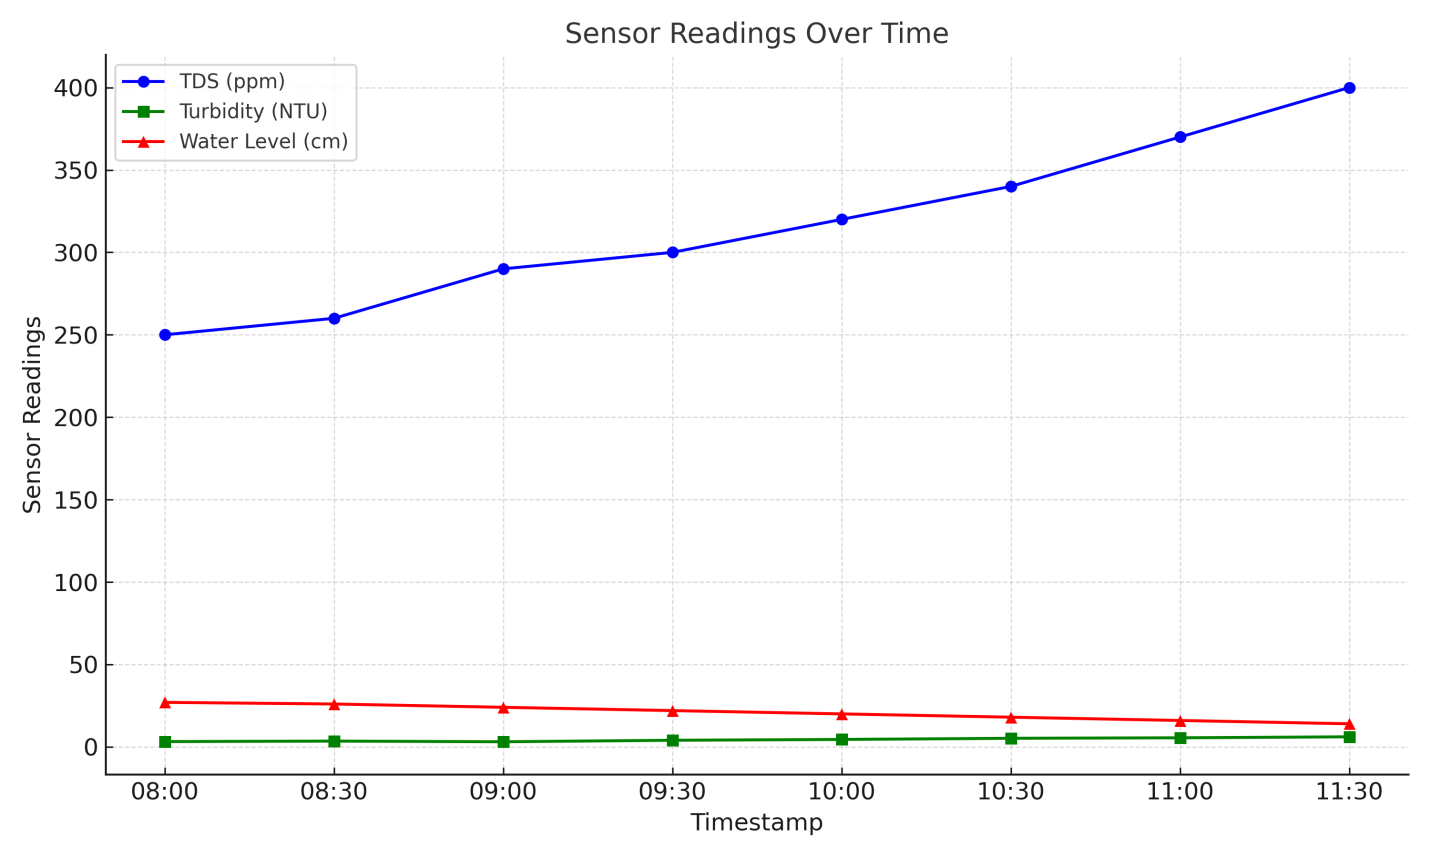 Sensor Readings Over Time
TDS (ppm)
Turbidity (NTU)
Water Level (cm)
Sensor Readings
400
350
300
250
200
150
100
50
0
08:00 08:30 09:00 09:30 10:00 10:30 11:00 11:30
Timestamp